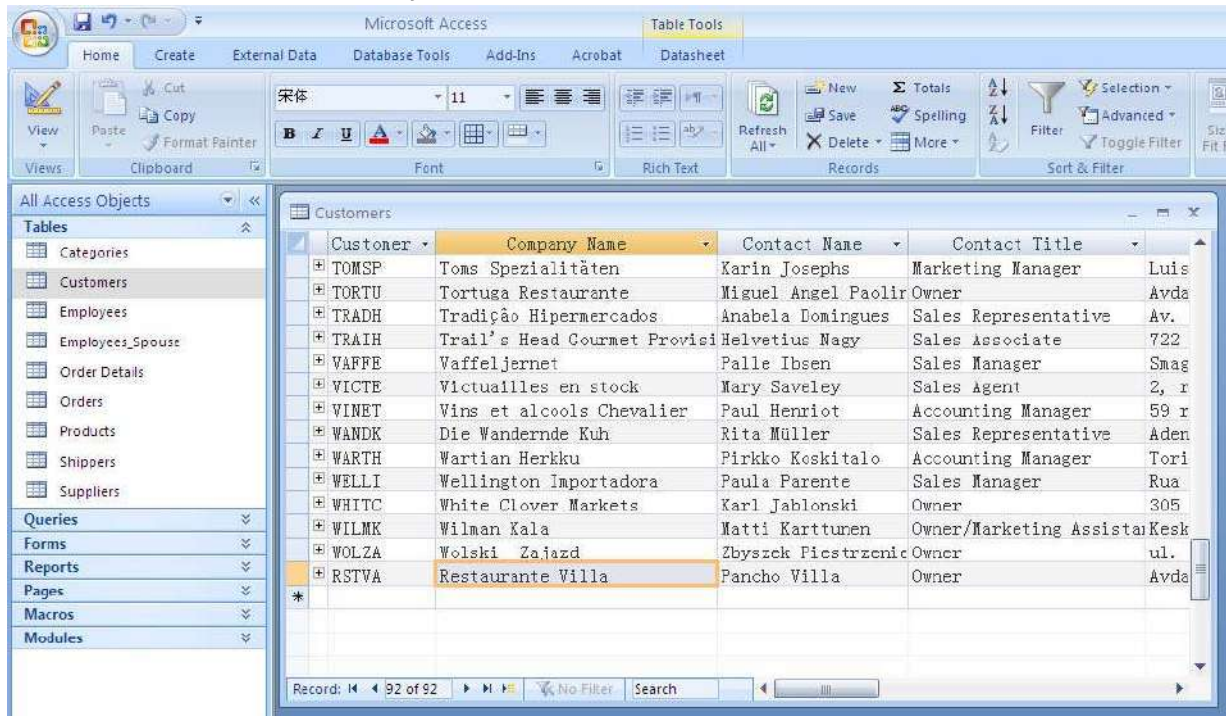 Microsoft Access Table Tools
Home Create External Data Database Tools Add-Ins Acrobat Datasheet
View
Paste
Cut
Copy
Format Painter
宋体 11
B I U A
ab
Refresh All
New
Save
Delete
Σ Totals
ABC Spelling
More
Filter
Selection
Advanced
Toggle Filter
Views Clipboard Font Rich Text Records Sort & Filter
All Access Objects
Tables
Categories
Customers
Employees
Employees_Spouse
Order Details
Orders
Products
Shippers
Suppliers
Queries
Forms
Reports
Pages
Macros
Modules
Customers
Customer Company Name Contact Name Contact Title
TOMSP Toms Spezialitäten Karin Josephs Marketing Manager Luis
TORTU Tortuga Restaurante Miguel Angel Paolin Owner Avda
TRADH Tradição Hipermercados Anabela Domingues Sales Representative Av.
TRAIH Trail's Head Gourmet Provisi Helvetius Nagy Sales Associate 722
VAFFE Vaffeljernet Palle Ibsen Sales Manager Smag
VICTE Victuailles en stock Mary Saveley Sales Agent 2, r
VINET Vins et alcools Chevalier Paul Henriot Accounting Manager 59 r
WANDK Die Wandernde Kuh Rita Müller Sales Representative Aden
WARTH Wartian Herkku Pirkko Koskitalo Accounting Manager Tori
WELLI Wellington Importadora Paula Parente Sales Manager Rua
WHITC White Clover Markets Karl Jablonski Owner 305
WILMK Wilman Kala Matti Karttunen Owner/Marketing Assistan Kesk
WOLZA Wolski Zajazd Zbyszek Piestrzenie Owner ul.
RSTVA Restaurante Villa Pancho Villa Owner Avda
Record: 92 of 92 No Filter Search